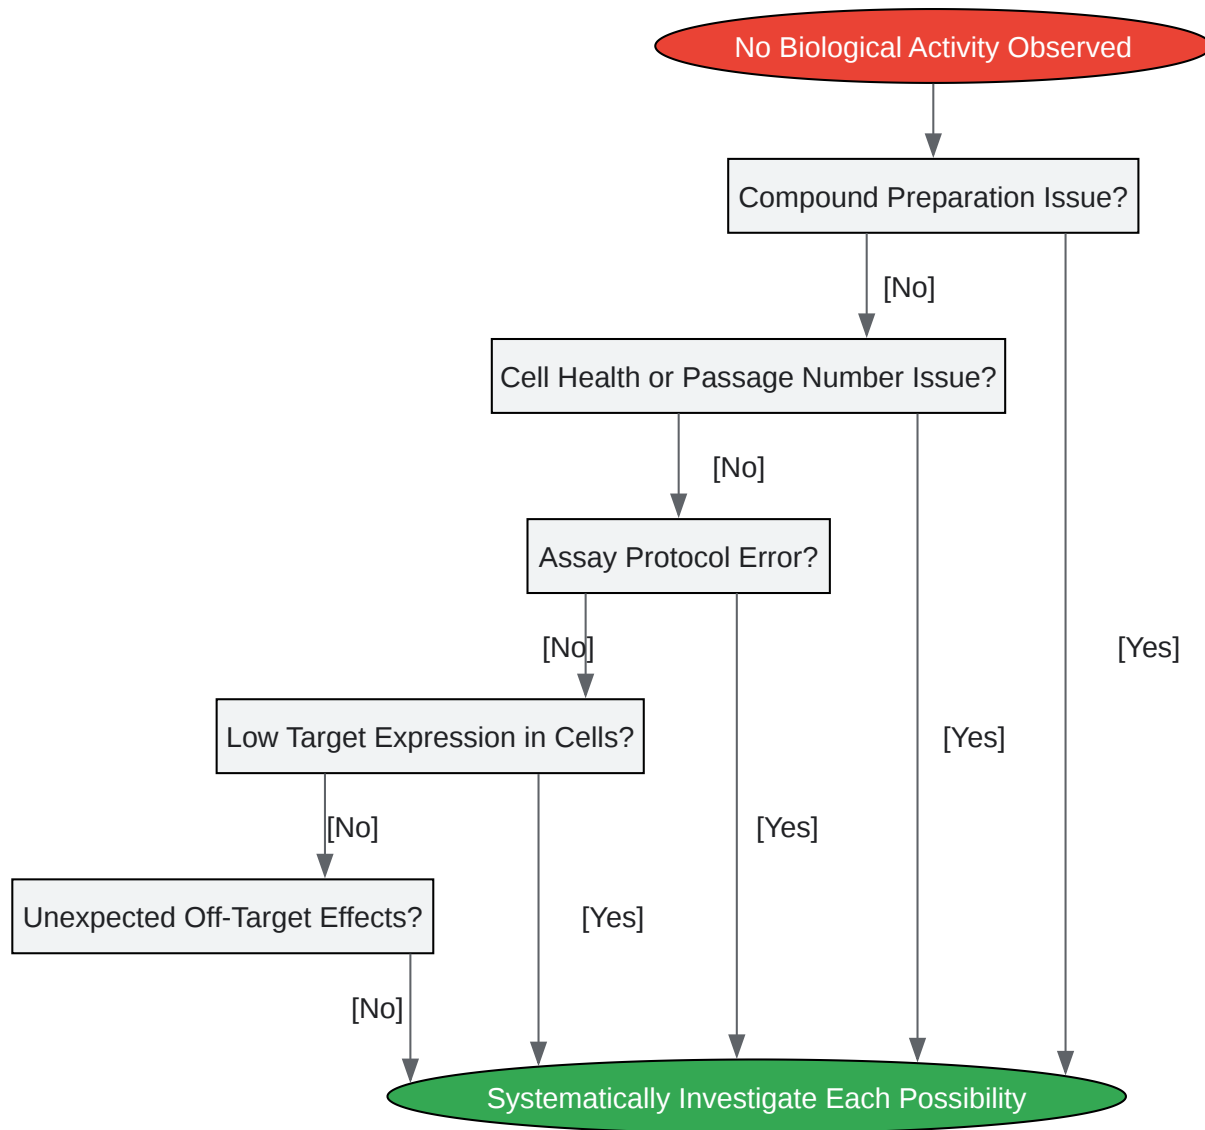 No Biological Activity Observed
Compound Preparation Issue?
[No]
Cell Health or Passage Number Issue?
[No]
Assay Protocol Error?
[No]
[Yes]
Low Target Expression in Cells?
[Yes]
[No]
[Yes]
Unexpected Off-Target Effects?
[Yes]
[No]
Systematically Investigate Each Possibility